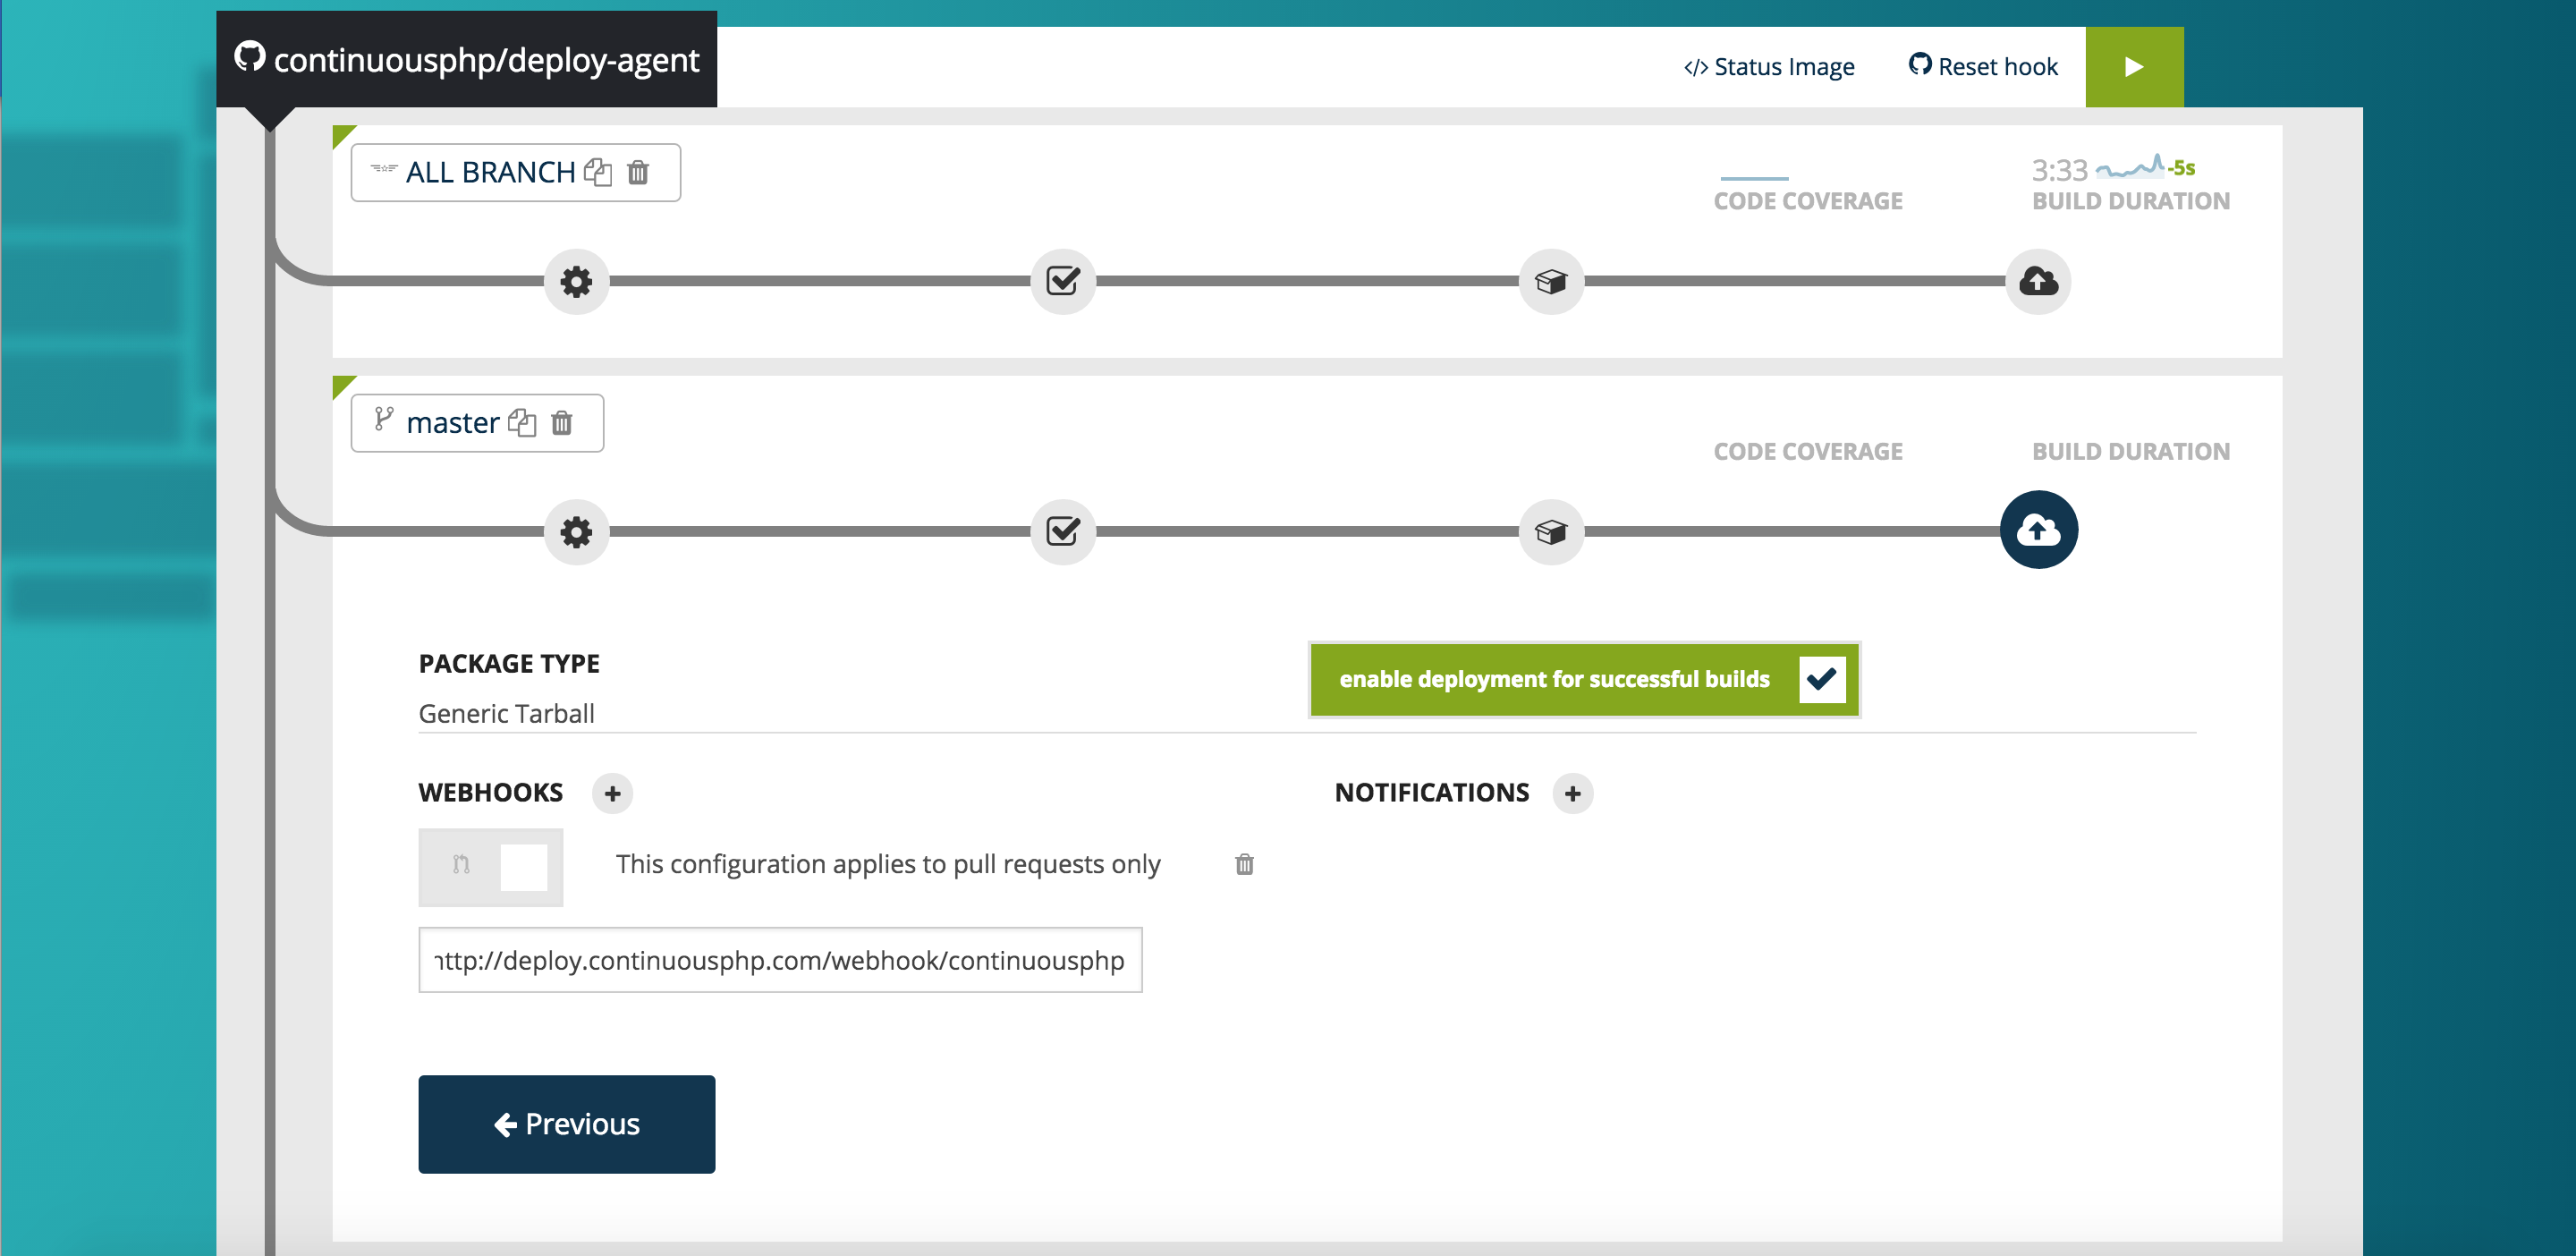 continuousphp/deploy-agent
</> Status Image
Reset hook
ALL BRANCH
CODE COVERAGE
3:33 -5s
BUILD DURATION
master
CODE COVERAGE
BUILD DURATION
PACKAGE TYPE
Generic Tarball
enable deployment for successful builds
WEBHOOKS +
NOTIFICATIONS +
This configuration applies to pull requests only
ttp://deploy.continuousphp.com/webhook/continuousphp
Previous